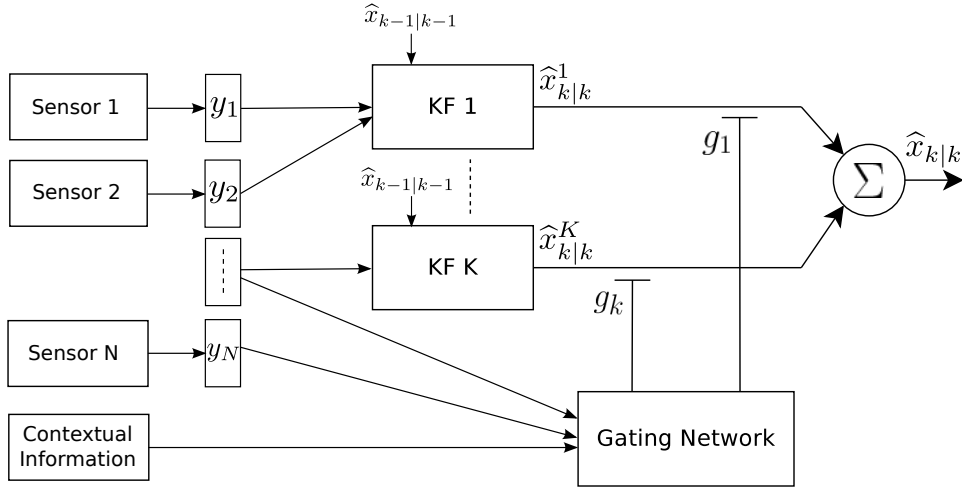 x̂_{k-1|k-1}
Sensor 1
y_1
KF 1
x̂^1_{k|k}
g_1
Sensor 2
y_2
x̂_{k-1|k-1}
Σ
x̂_{k|k}
KF K
x̂^K_{k|k}
g_k
Sensor N
y_N
Contextual
Information
Gating Network